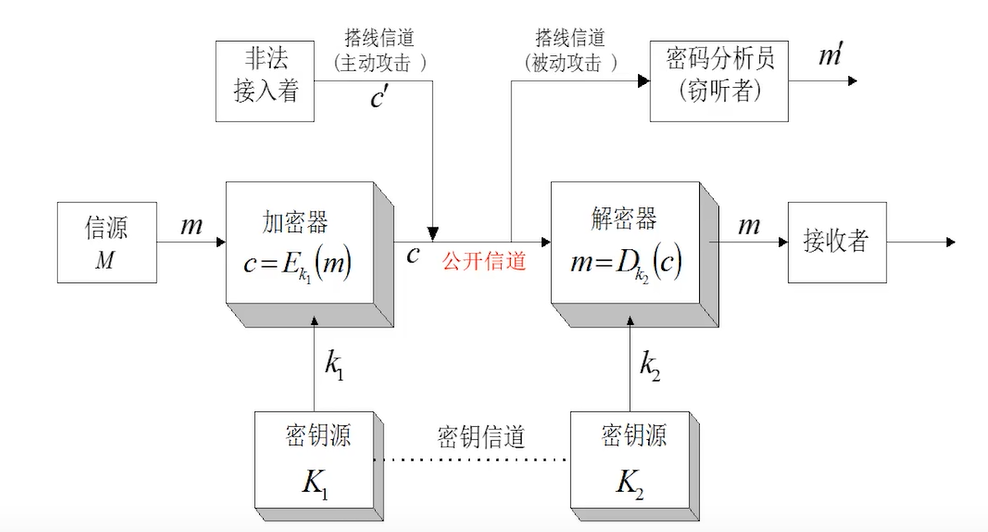 非法
接入着
搭线信道
(主动攻击 )
c′
搭线信道
(被动攻击 )
密码分析员
(窃听者)
m′
信源
M
m
加密器
c=E_{k_1}(m)
c
公开信道
解密器
m=D_{k_2}(c)
m
接收者
k_1
k_2
密钥源
K_1
密钥信道
密钥源
K_2